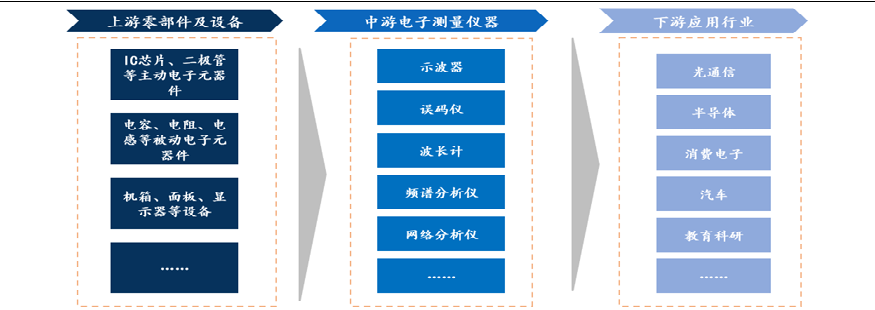 上游零部件及设备
IC芯片、二极管
等主动电子元器
件
电容、电阻、电
感等被动电子元
器件
机箱、面板、显
示器等设备
……
中游电子测量仪器
示波器
误码仪
波长计
频谱分析仪
网络分析仪
……
下游应用行业
光通信
半导体
消费电子
汽车
教育科研
……